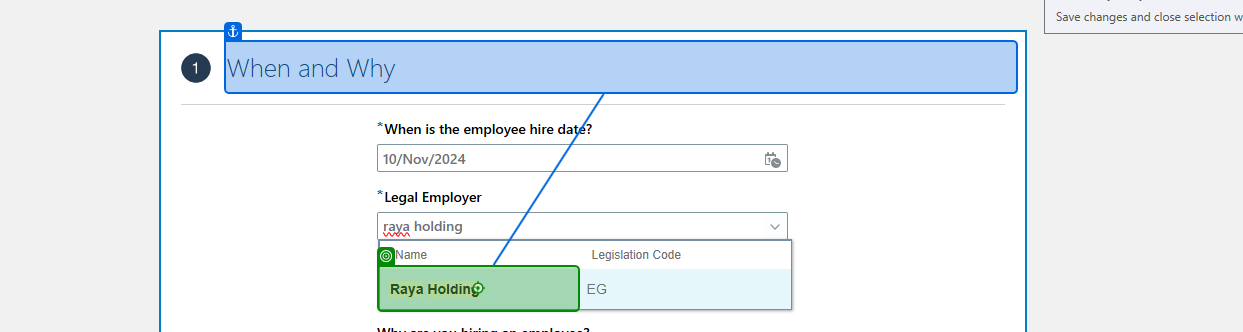 Save changes and close selection w
1 When and Why
*When is the employee hire date?
10/Nov/2024
*Legal Employer
raya holding
Name Legislation Code
Raya Holding EG
Why are you hiring an employee?